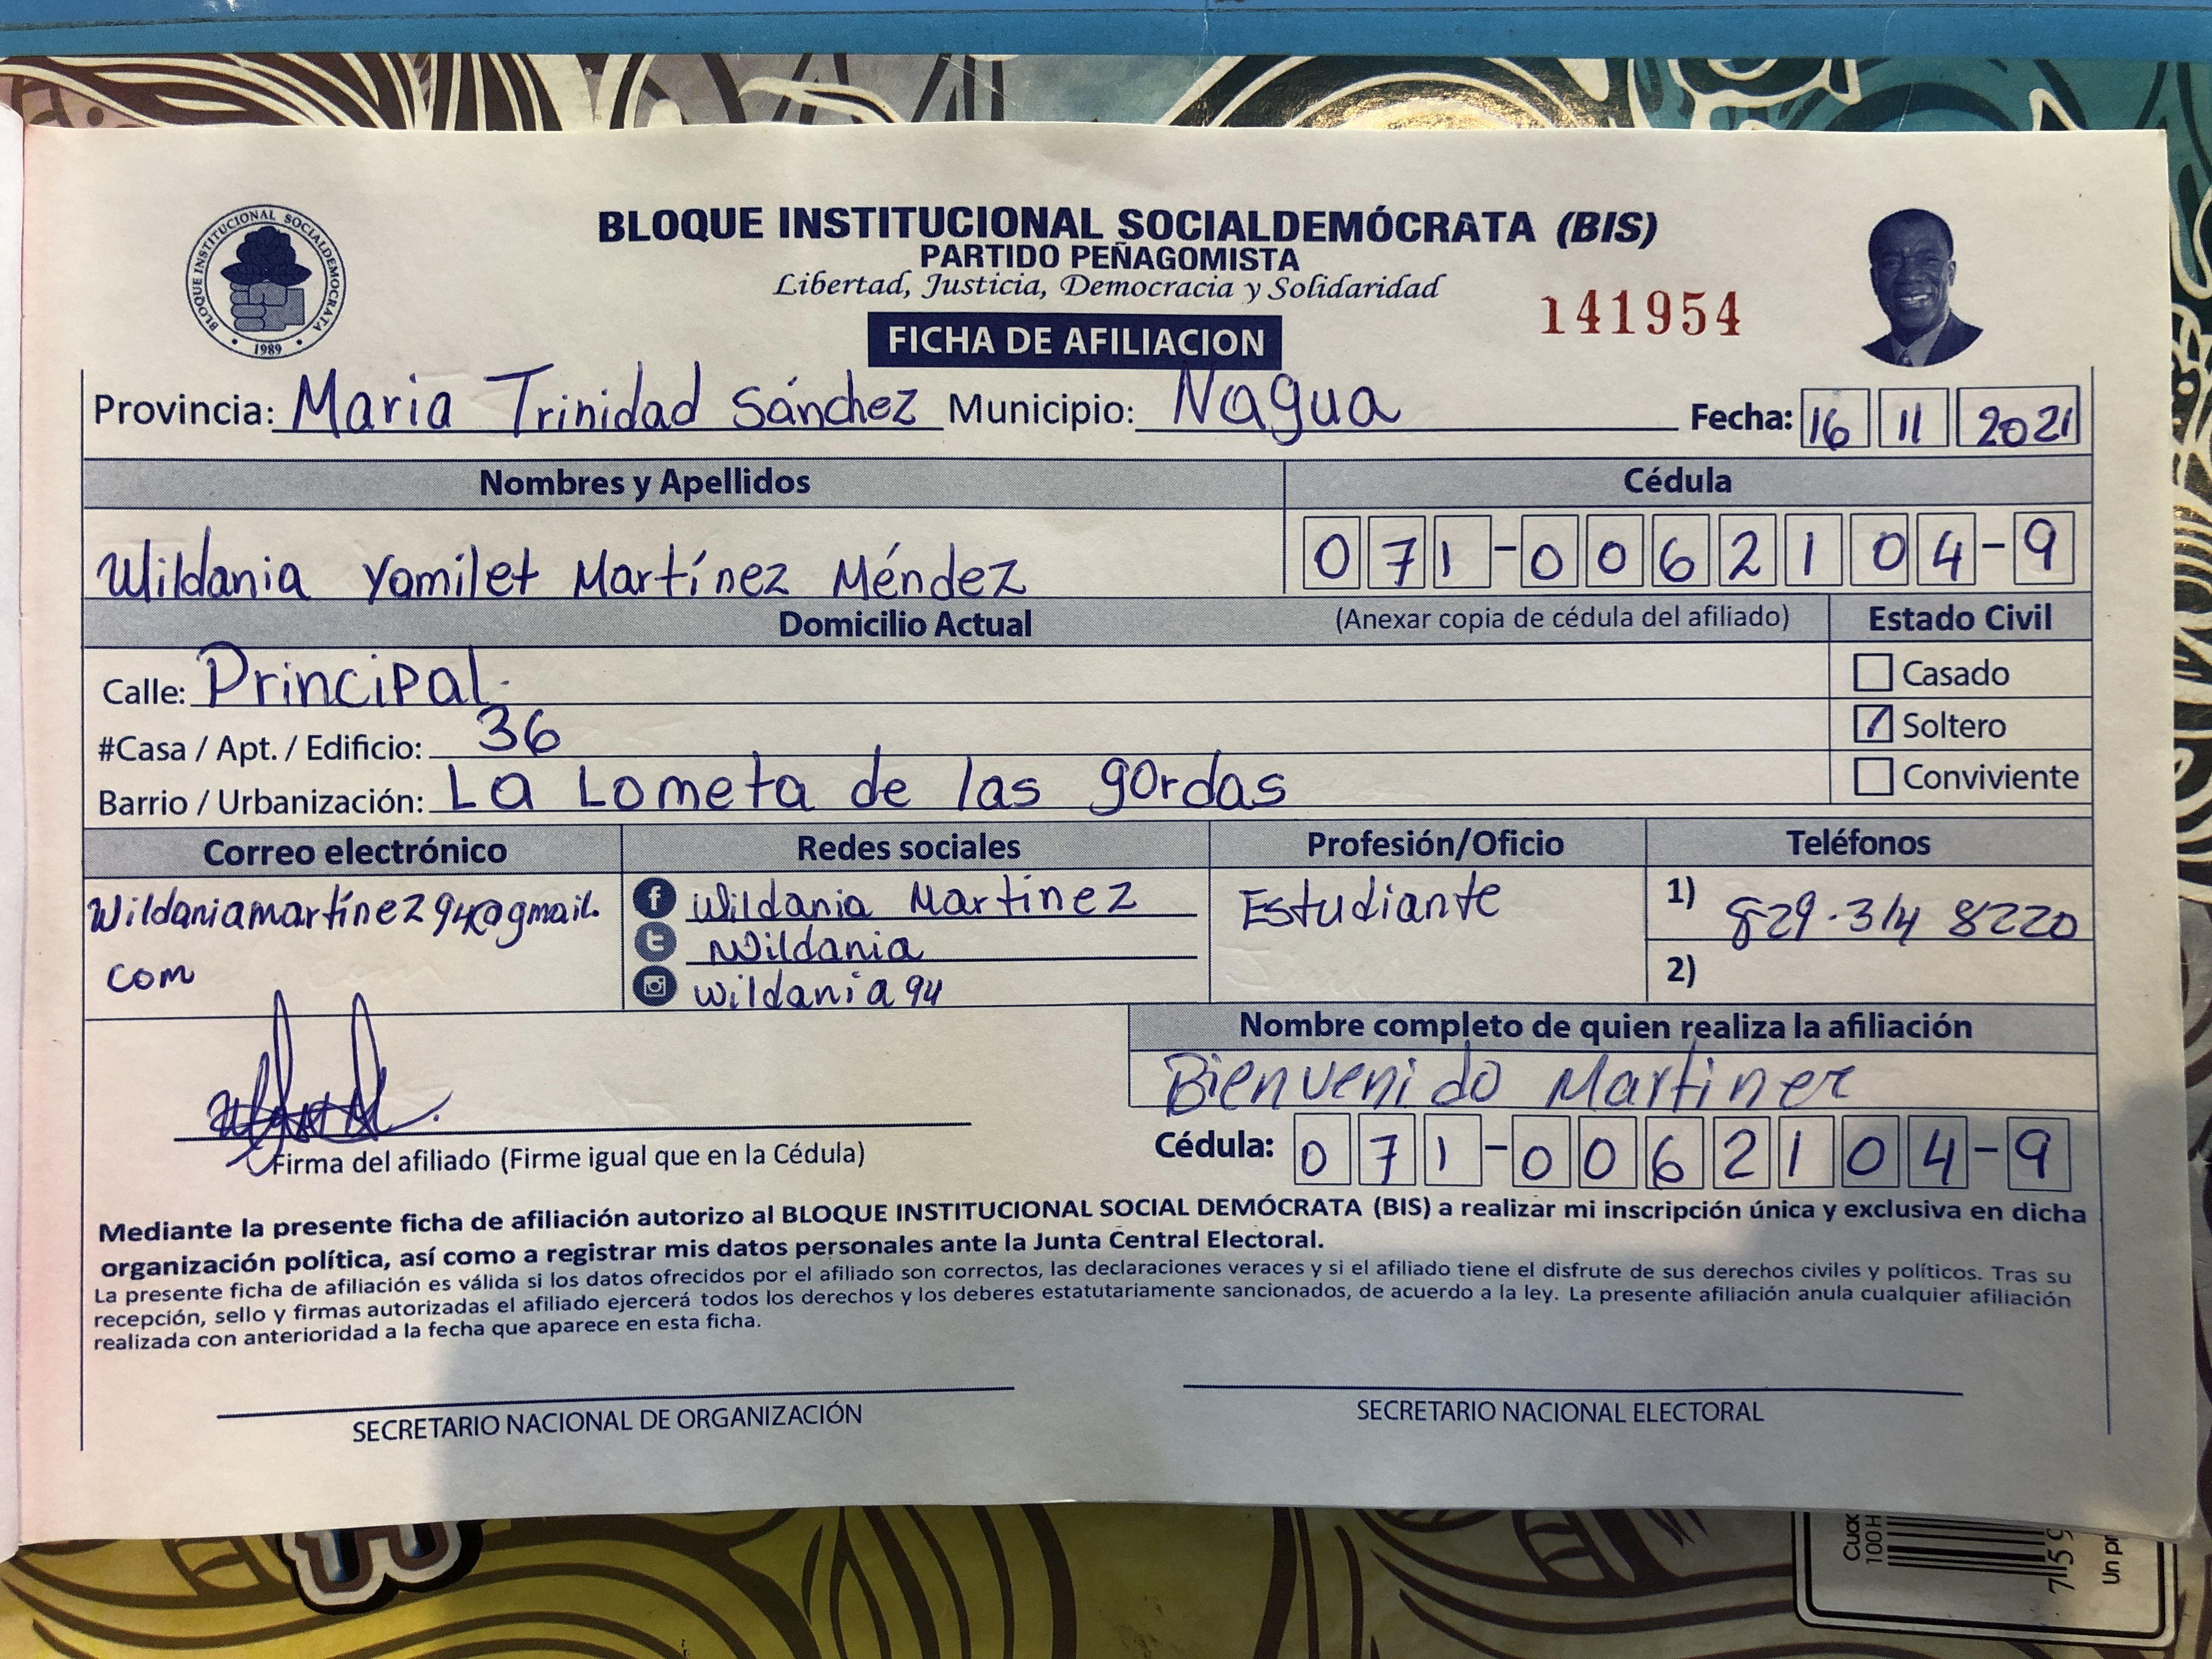 BLOQUE INSTITUCIONAL SOCIALDEMOCRATA
1989
BLOQUE INSTITUCIONAL SOCIALDEMÓCRATA (BIS)
PARTIDO PEÑAGOMISTA
Libertad, Justicia, Democracia y Solidaridad
141954
FICHA DE AFILIACION
Provincia: Maria Trinidad Sánchez Municipio: Nagua Fecha: 16 11 2021
Nombres y Apellidos Cédula
Wildania Yamilet Martínez Méndez 071-0062104-9
Domicilio Actual (Anexar copia de cédula del afiliado) Estado Civil
Calle: Principal. Casado
#Casa / Apt. / Edificio: 36 Soltero
Barrio / Urbanización: La Lometa de las gordas Conviviente
Correo electrónico Redes sociales Profesión/Oficio Teléfonos
Wildaniamartínez94@gmail. Wildania Martínez Estudiante 1) 829-314 8220
com Wildania 2)
wildania94
Nombre completo de quien realiza la afiliación
Bienvenido Martinez
Firma del afiliado (Firme igual que en la Cédula) Cédula: 071-0062104-9
Mediante la presente ficha de afiliación autorizo al BLOQUE INSTITUCIONAL SOCIAL DEMÓCRATA (BIS) a realizar mi inscripción única y exclusiva en dicha
organización política, así como a registrar mis datos personales ante la Junta Central Electoral.
La presente ficha de afiliación es válida si los datos ofrecidos por el afiliado son correctos, las declaraciones veraces y si el afiliado tiene el disfrute de sus derechos civiles y políticos. Tras su
recepción, sello y firmas autorizadas el afiliado ejercerá todos los derechos y los deberes estatutariamente sancionados, de acuerdo a la ley. La presente afiliación anula cualquier afiliación
realizada con anterioridad a la fecha que aparece en esta ficha.
SECRETARIO NACIONAL DE ORGANIZACIÓN SECRETARIO NACIONAL ELECTORAL
100 H
Un pr